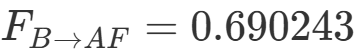 F_{B→AF} = 0.690243